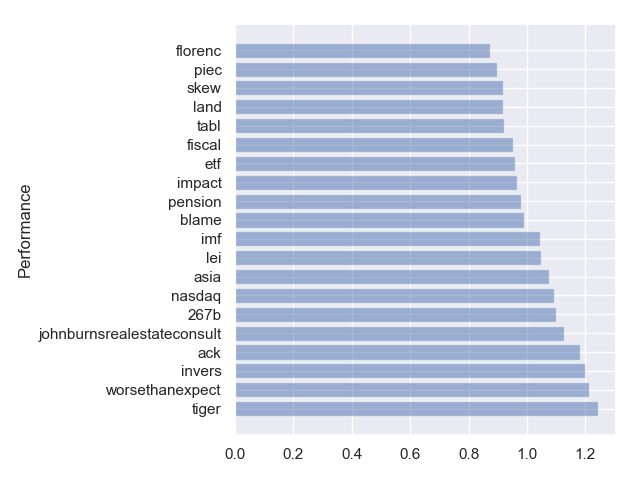 florenc
piec
skew
land
tabl
fiscal
etf
impact
pension
blame
imf
lei
asia
nasdaq
267b
johnburnsrealestateconsult
ack
invers
worsethanexpect
tiger
Performance
0.0 0.2 0.4 0.6 0.8 1.0 1.2